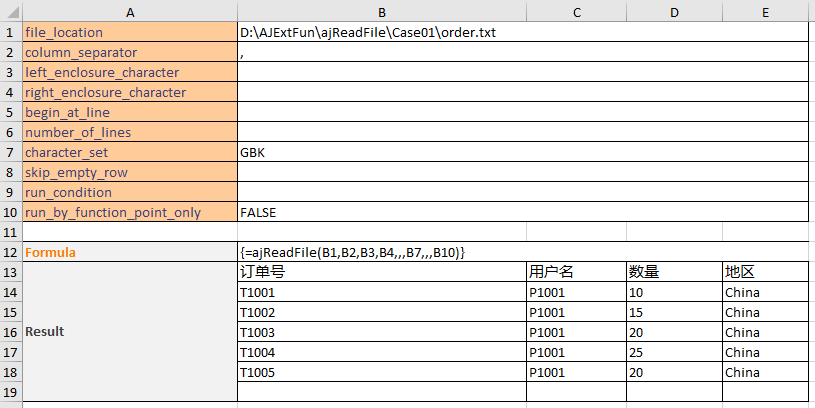 A B C D E
1 file_location D:\AJExtFun\ajReadFile\Case01\order.txt
2 column_separator ,
3 left_enclosure_character
4 right_enclosure_character
5 begin_at_line
6 number_of_lines
7 character_set GBK
8 skip_empty_row
9 run_condition
10 run_by_function_point_only FALSE
11
12 Formula {=ajReadFile(B1,B2,B3,B4,,,B7,,,B10)}
13 订单号 用户名 数量 地区
14 T1001 P1001 10 China
15 T1002 P1001 15 China
16 Result T1003 P1001 20 China
17 T1004 P1001 25 China
18 T1005 P1001 20 China
19